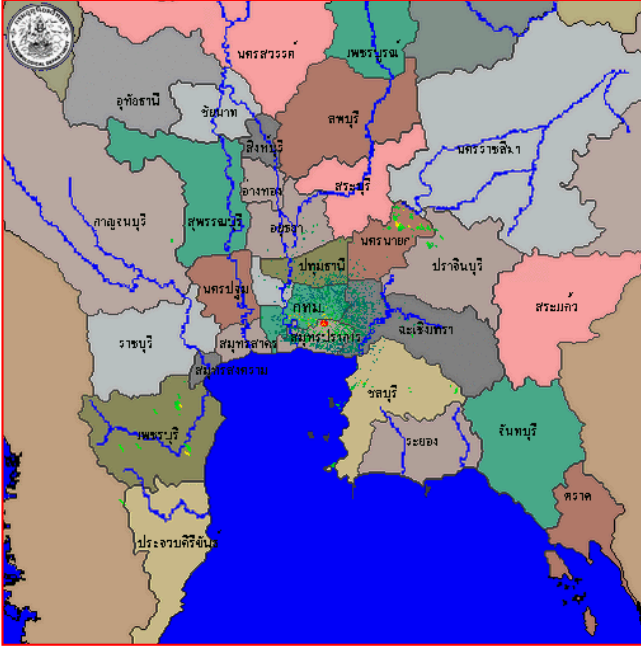 นครสวรรค์
เพชรบูรณ์
อุทัยธานี
ชัยนาท
ลพบุรี
สิงห์บุรี
นครราชสีมา
อ่างทอง
สระบุรี
กาญจนบุรี
สุพรรณบุรี
อยุธยา
นครนายก
ปทุมธานี
ปราจีนบุรี
นครปฐม
กทม.
สระแก้ว
ราชบุรี
สมุทรสาคร
สมุทรปราการ
ฉะเชิงเทรา
สมุทรสงคราม
ชลบุรี
เพชรบุรี
ระยอง
จันทบุรี
ตราด
ประจวบคีรีขันธ์